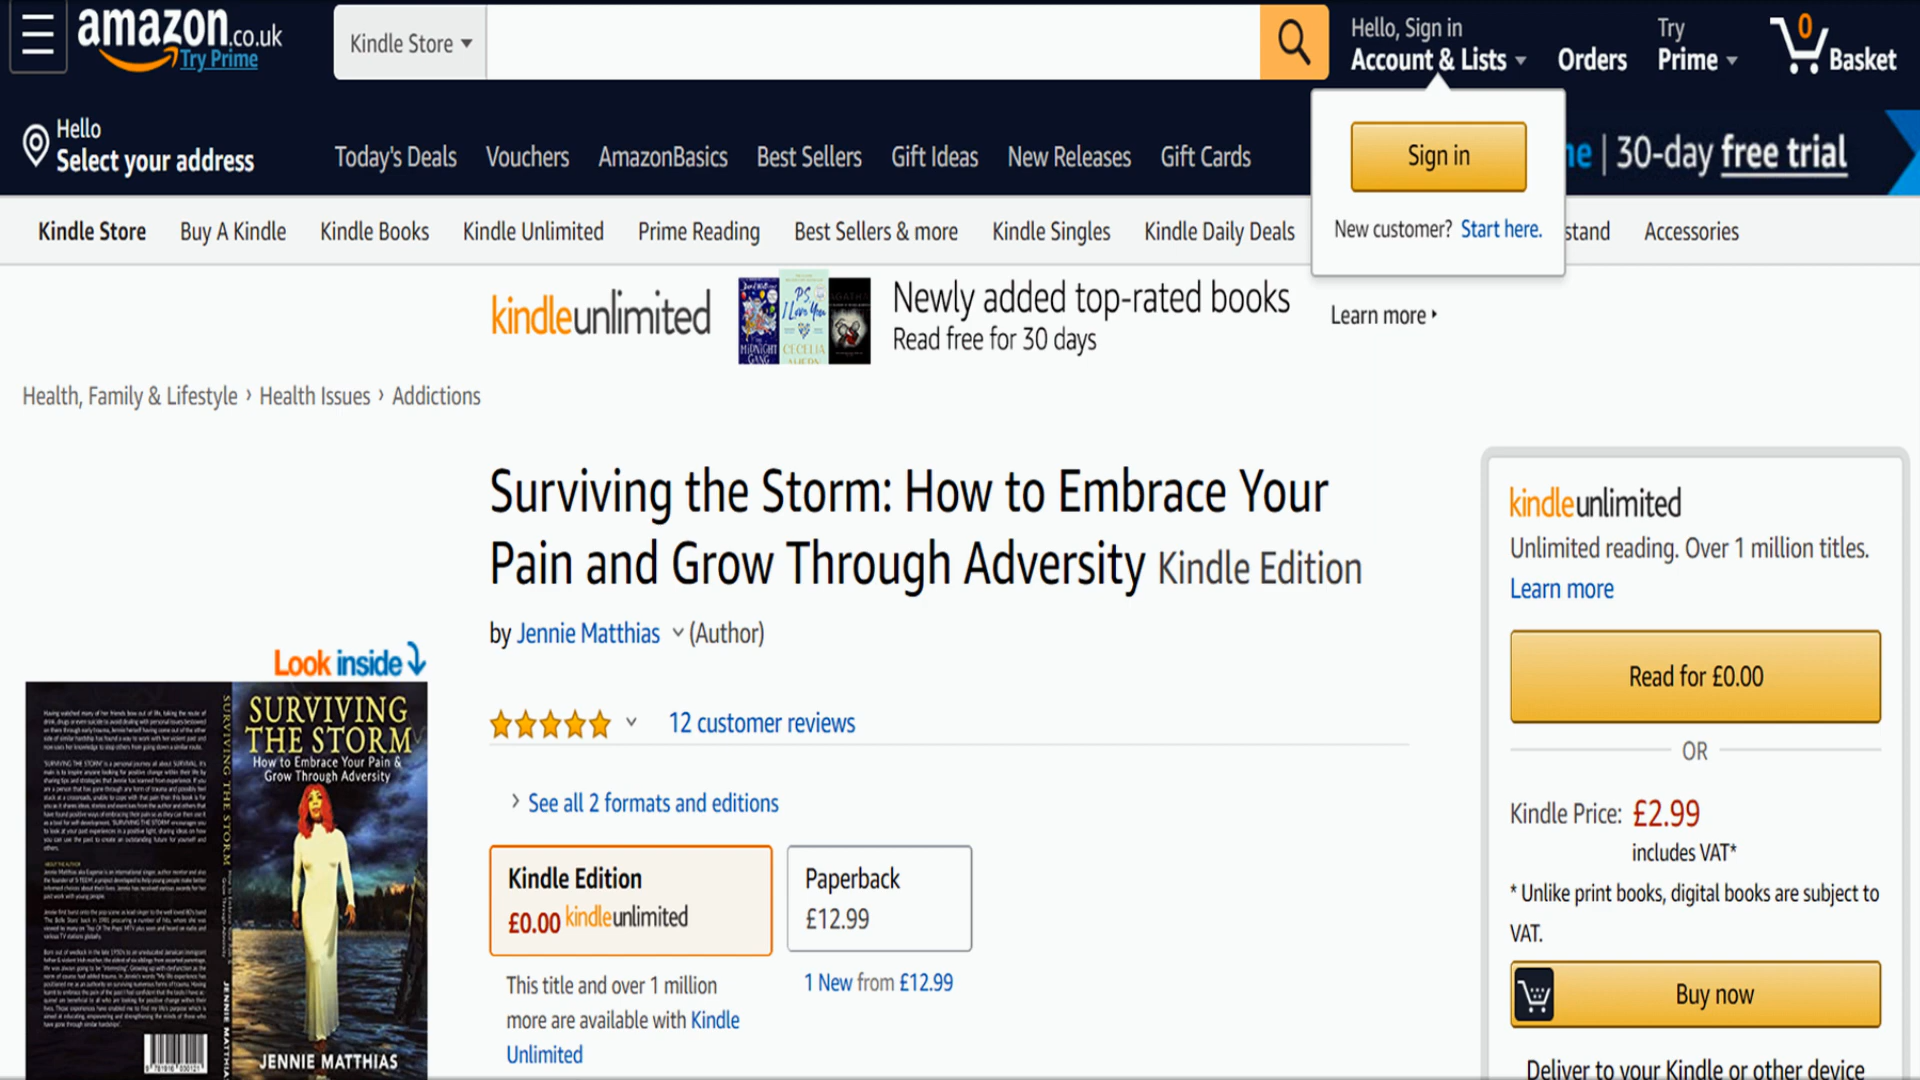 amazon.co.uk
Try Prime
Kindle Store
Hello, Sign in
Account & Lists
Orders
Try
Prime
0
Basket
Hello
Select your address
Today's Deals
Vouchers
AmazonBasics
Best Sellers
Gift Ideas
New Releases
Gift Cards
Sign in
New customer? Start here.
30-day free trial
Kindle Store
Buy A Kindle
Kindle Books
Kindle Unlimited
Prime Reading
Best Sellers & more
Kindle Singles
Kindle Daily Deals
Accessories
kindleunlimited
Newly added top-rated books
Read free for 30 days
Learn more
Health, Family & Lifestyle › Health Issues › Addictions
Surviving the Storm: How to Embrace Your
Pain and Grow Through Adversity Kindle Edition
by Jennie Matthias (Author)
12 customer reviews
See all 2 formats and editions
Kindle Edition
£0.00 kindleunlimited
Paperback
£12.99
This title and over 1 million
more are available with Kindle
Unlimited
1 New from £12.99
Look inside
SURVIVING
THE STORM
How to Embrace Your Pain &
Grow Through Adversity
JENNIE MATTHIAS
SURVIVING THE STORM
kindleunlimited
Unlimited reading. Over 1 million titles.
Learn more
Read for £0.00
OR
Kindle Price: £2.99
includes VAT*
* Unlike print books, digital books are subject to
VAT.
Buy now
Deliver to your Kindle or other device